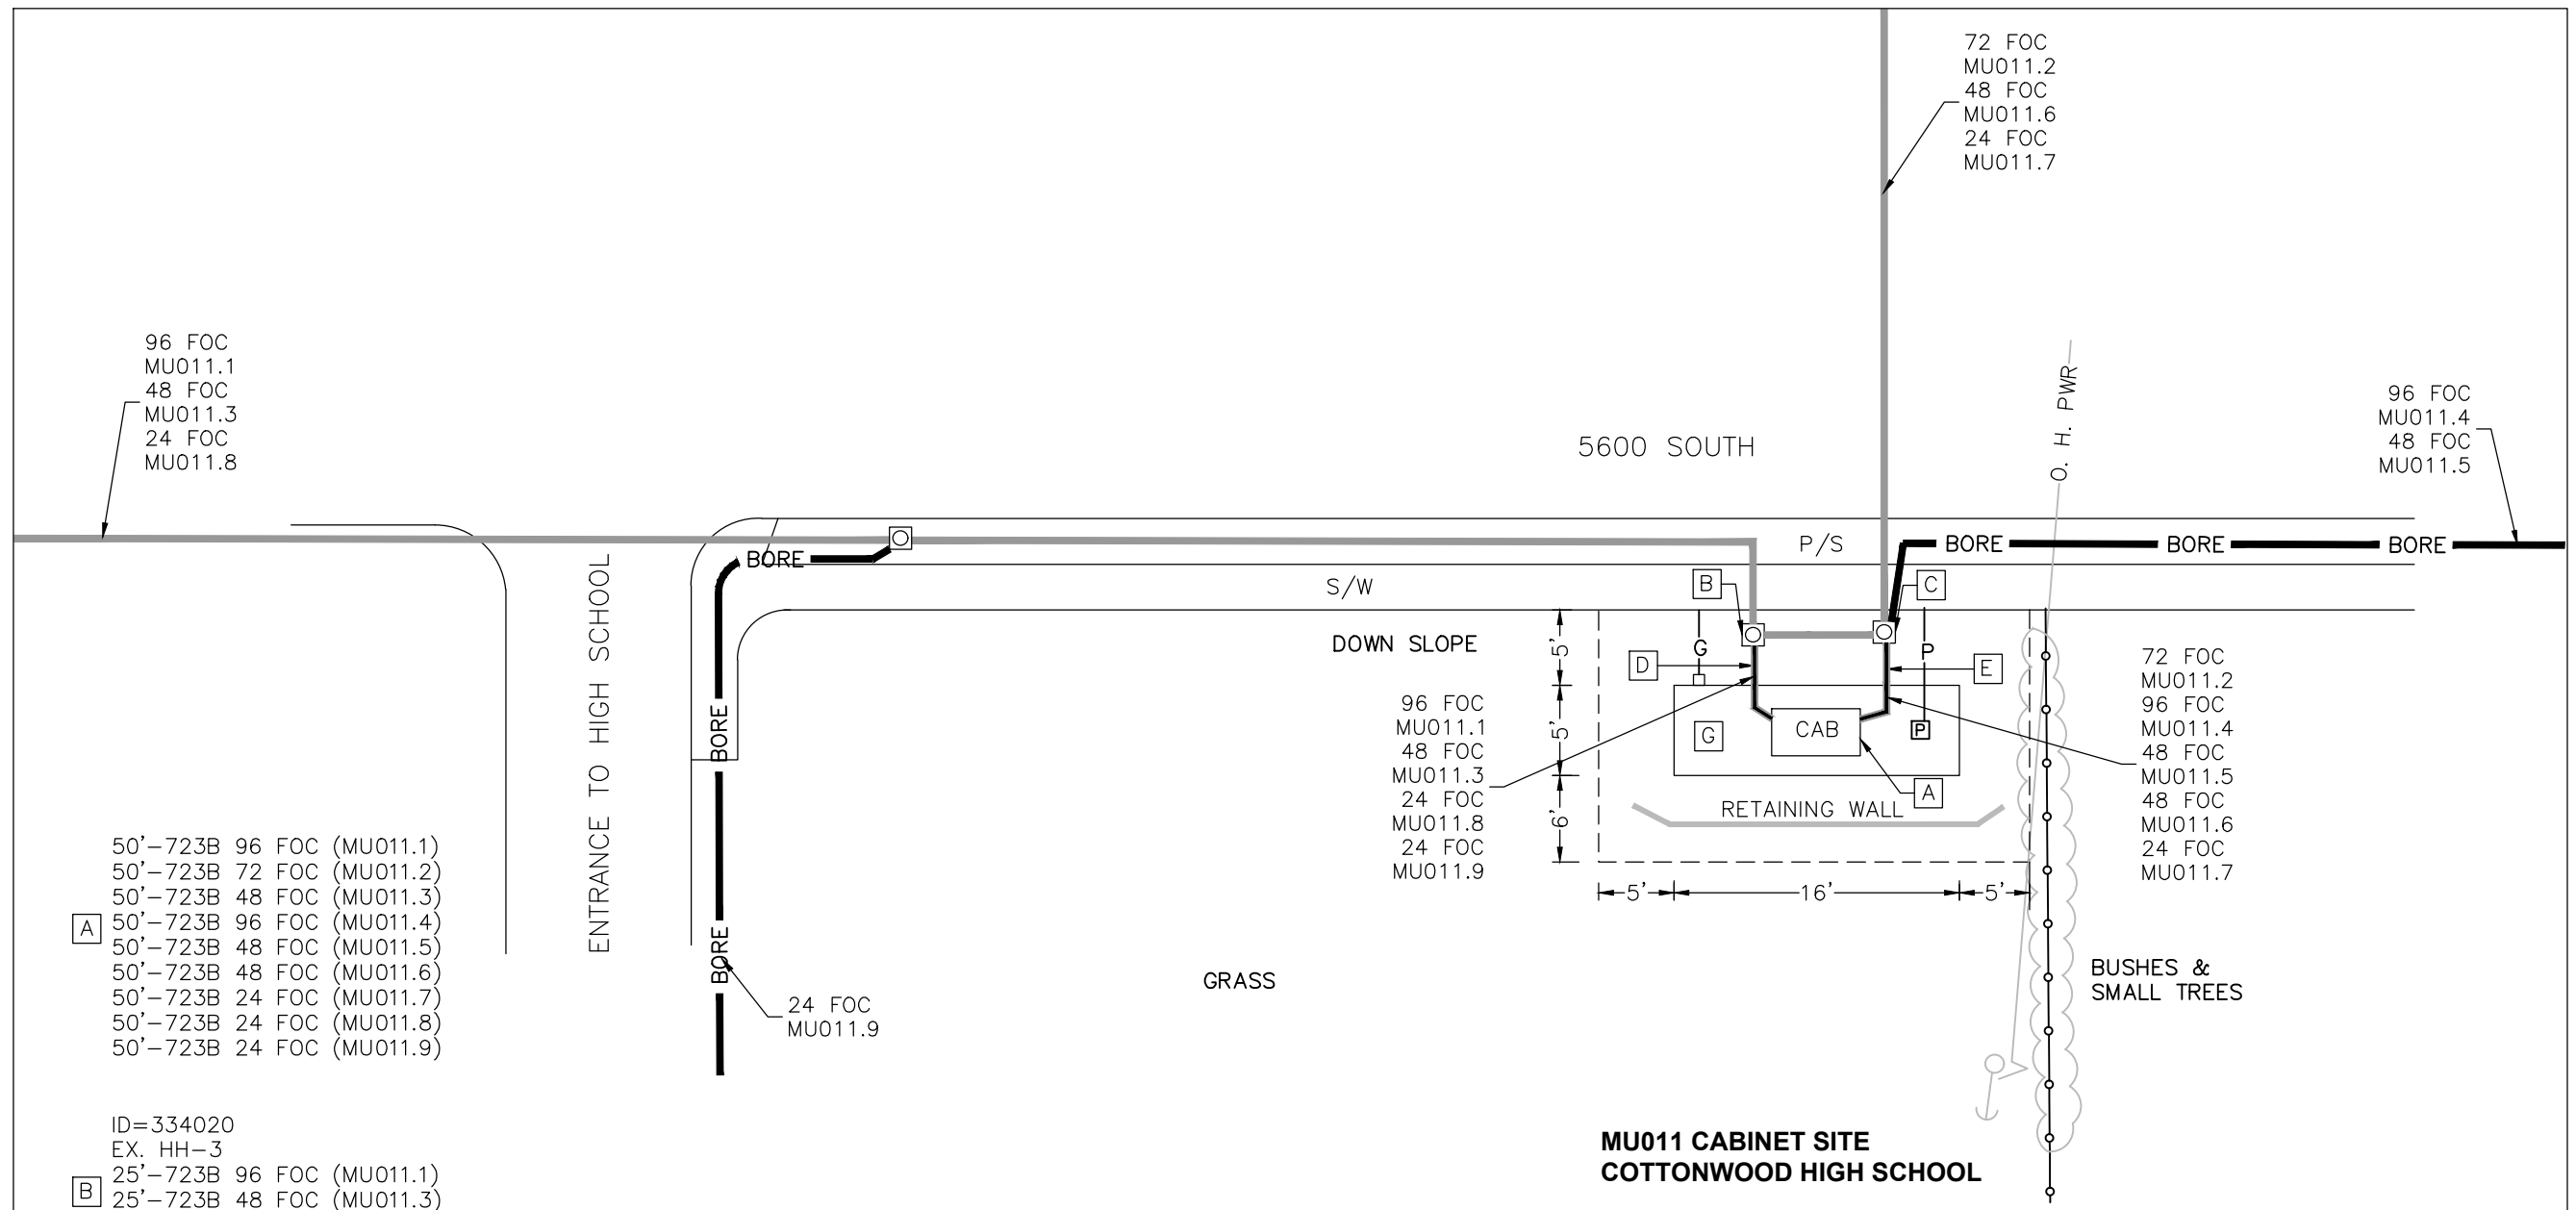 72 FOC
MU011.2
48 FOC
MU011.6
24 FOC
MU011.7
96 FOC
MU011.1
48 FOC
MU011.3
24 FOC
MU011.8
O. H. PWR
96 FOC
MU011.4
48 FOC
MU011.5
5600 SOUTH
P/S
BORE
BORE
BORE
BORE
S/W
B
C
ENTRANCE TO HIGH SCHOOL
DOWN SLOPE
5'
G
P
D
E
96 FOC
MU011.1
48 FOC
MU011.3
24 FOC
MU011.8
24 FOC
MU011.9
72 FOC
MU011.2
96 FOC
MU011.4
48 FOC
MU011.5
48 FOC
MU011.6
24 FOC
MU011.7
BORE
5'
G
CAB
P
A
RETAINING WALL
6'
5'
16'
5'
A
50'-723B 96 FOC (MU011.1)
50'-723B 72 FOC (MU011.2)
50'-723B 48 FOC (MU011.3)
50'-723B 96 FOC (MU011.4)
50'-723B 48 FOC (MU011.5)
50'-723B 48 FOC (MU011.6)
50'-723B 24 FOC (MU011.7)
50'-723B 24 FOC (MU011.8)
50'-723B 24 FOC (MU011.9)
BORE
24 FOC
MU011.9
GRASS
BUSHES &
SMALL TREES
ID=334020
EX. HH-3
B
25'-723B 96 FOC (MU011.1)
25'-723B 48 FOC (MU011.3)
MU011 CABINET SITE
COTTONWOOD HIGH SCHOOL